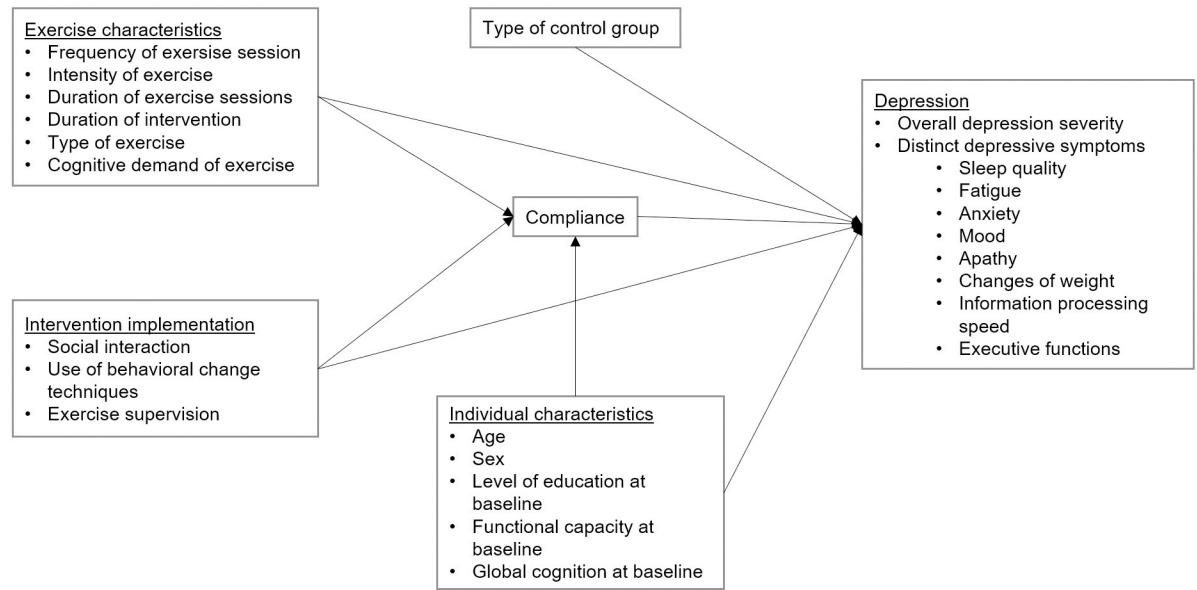 Exercise characteristics
• Frequency of exersise session
• Intensity of exercise
• Duration of exercise sessions
• Duration of intervention
• Type of exercise
• Cognitive demand of exercise
Type of control group
Depression
• Overall depression severity
• Distinct depressive symptoms
• Sleep quality
• Fatigue
• Anxiety
• Mood
• Apathy
• Changes of weight
• Information processing
speed
• Executive functions
Compliance
Intervention implementation
• Social interaction
• Use of behavioral change
techniques
• Exercise supervision
Individual characteristics
• Age
• Sex
• Level of education at
baseline
• Functional capacity at
baseline
• Global cognition at baseline